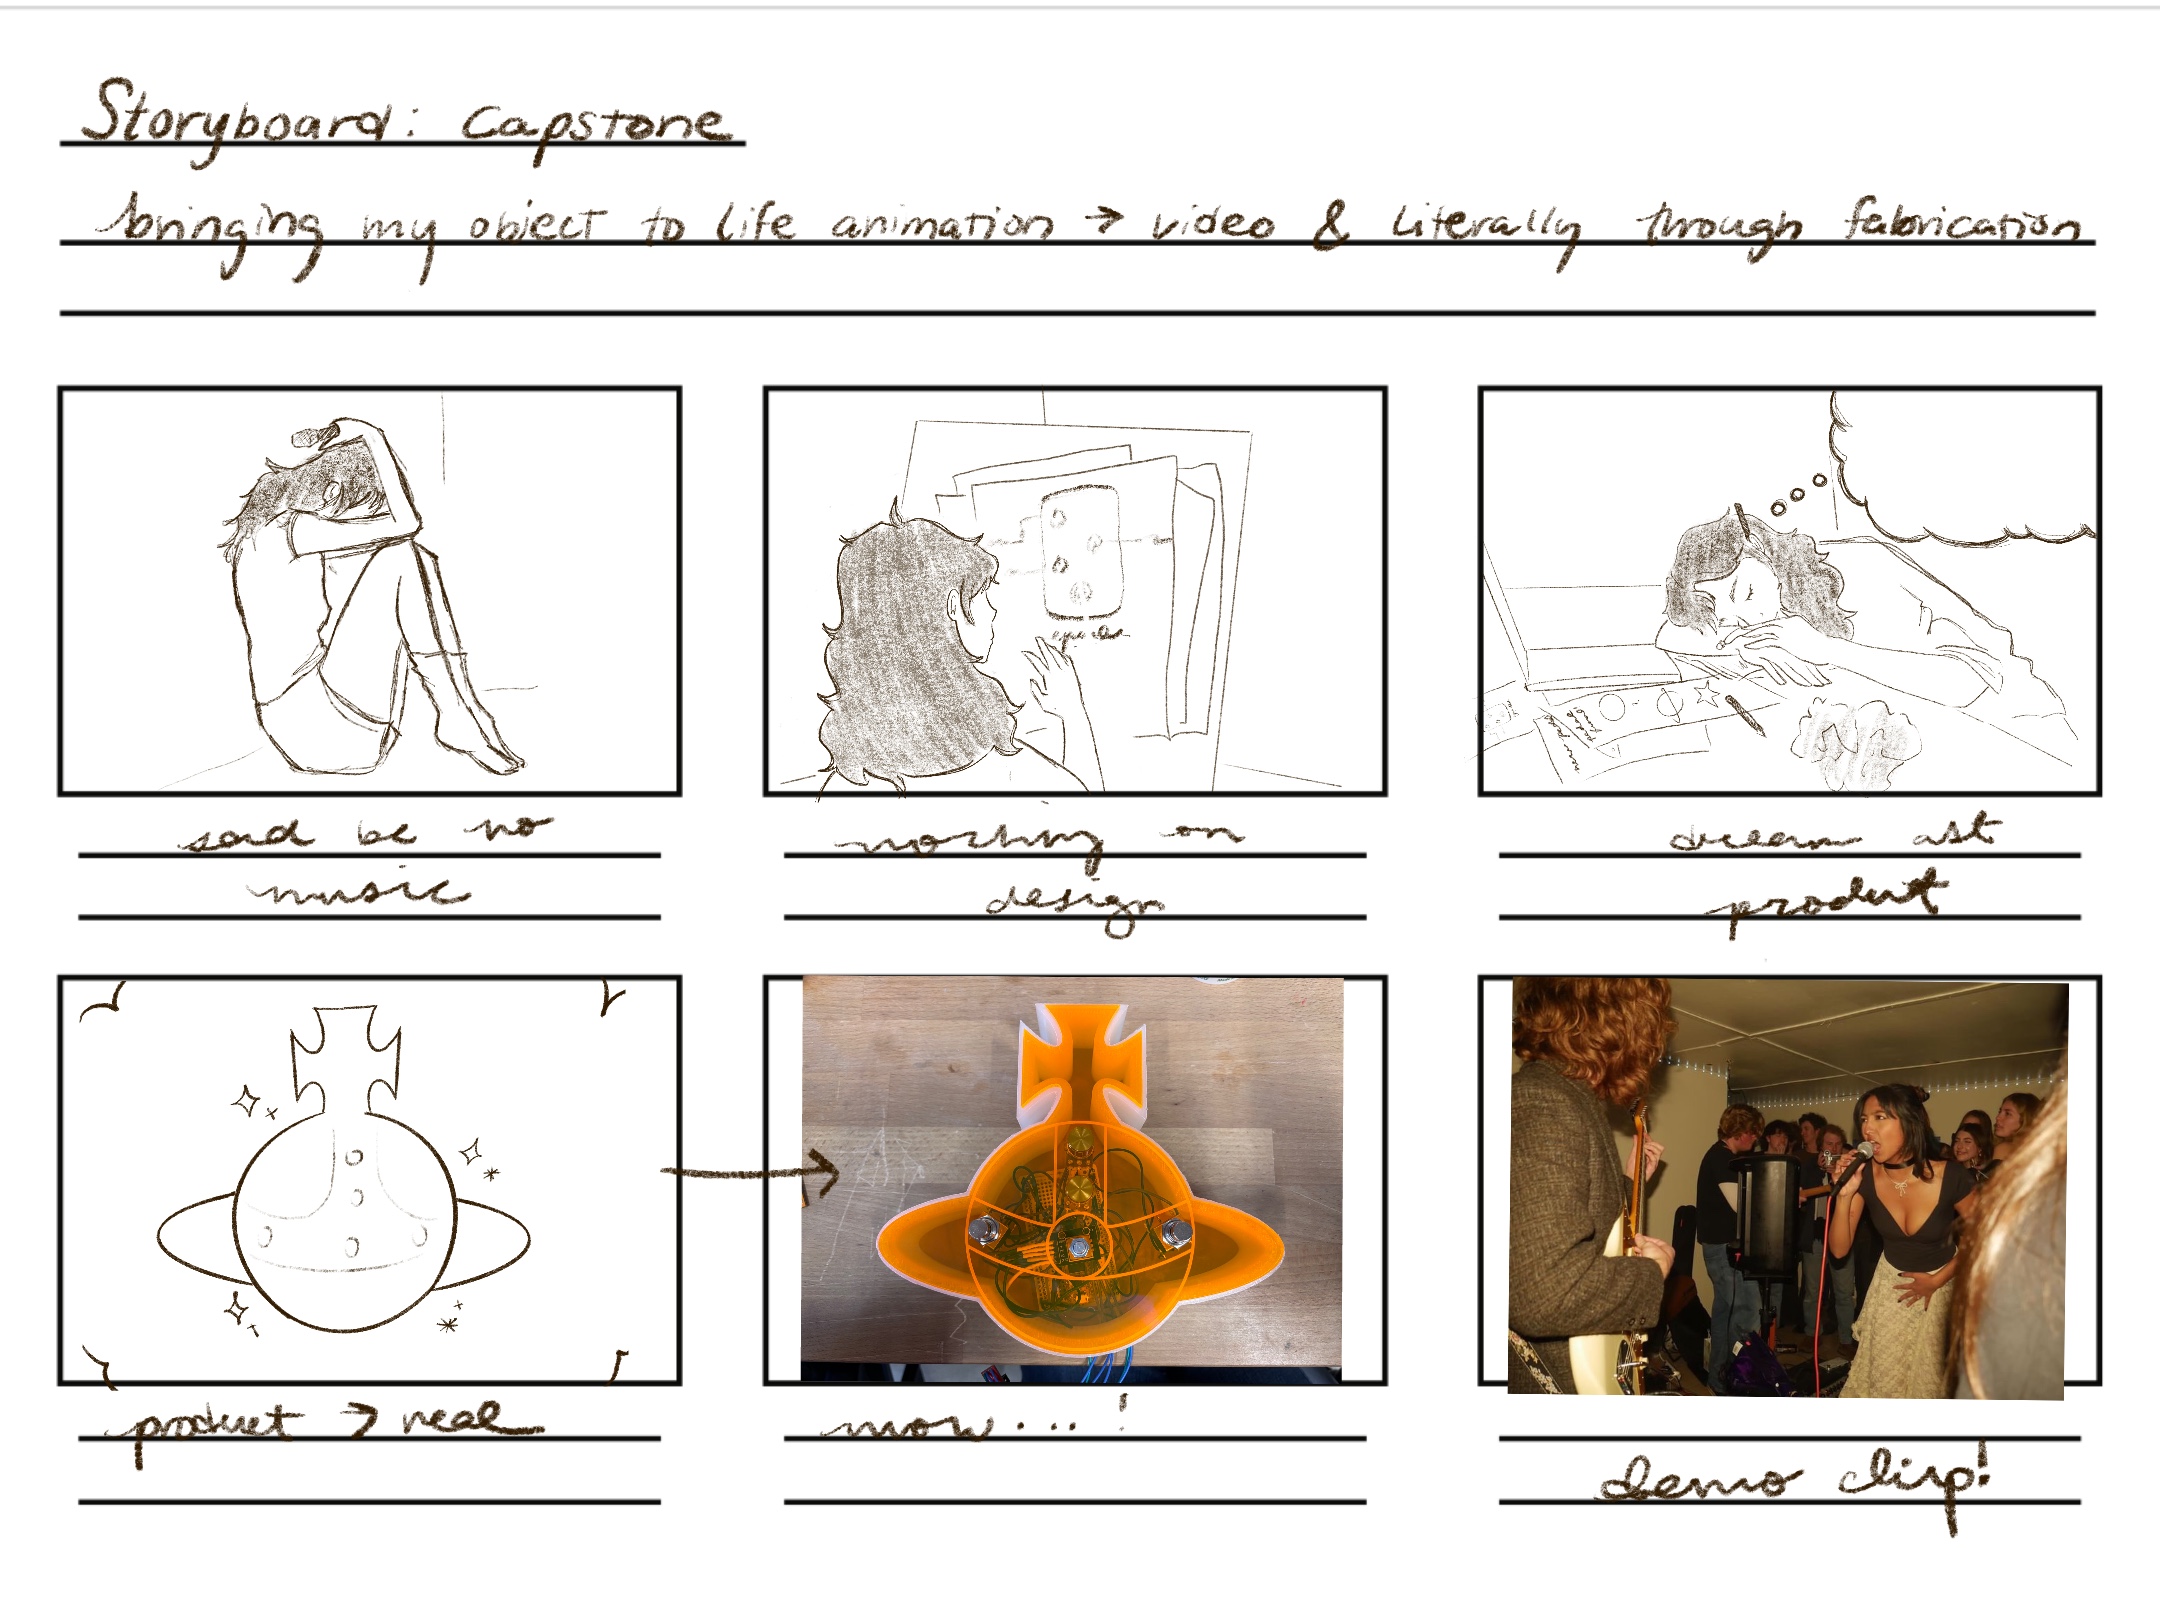 Storyboard: Capstone
bringing my object to life animation → video & literally through fabrication
sad bc no
music
working on
design
dream abt
product
product → real
now...!
demo clip!